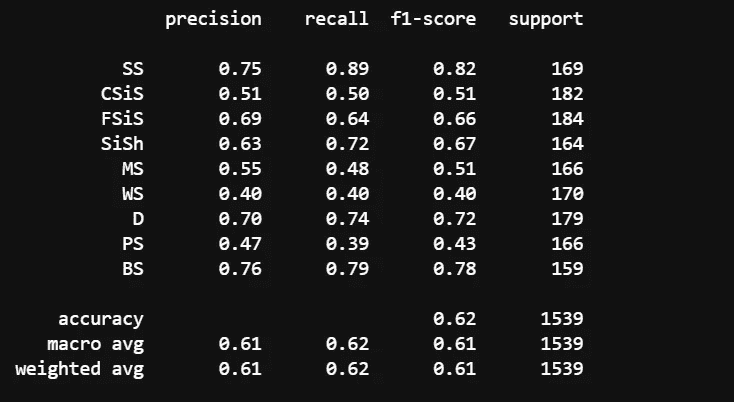 precision recall f1-score support
SS 0.75 0.89 0.82 169
CSiS 0.51 0.50 0.51 182
FSiS 0.69 0.64 0.66 184
SiSh 0.63 0.72 0.67 164
MS 0.55 0.48 0.51 166
WS 0.40 0.40 0.40 170
D 0.70 0.74 0.72 179
PS 0.47 0.39 0.43 166
BS 0.76 0.79 0.78 159
accuracy 0.62 1539
macro avg 0.61 0.62 0.61 1539
weighted avg 0.61 0.62 0.61 1539